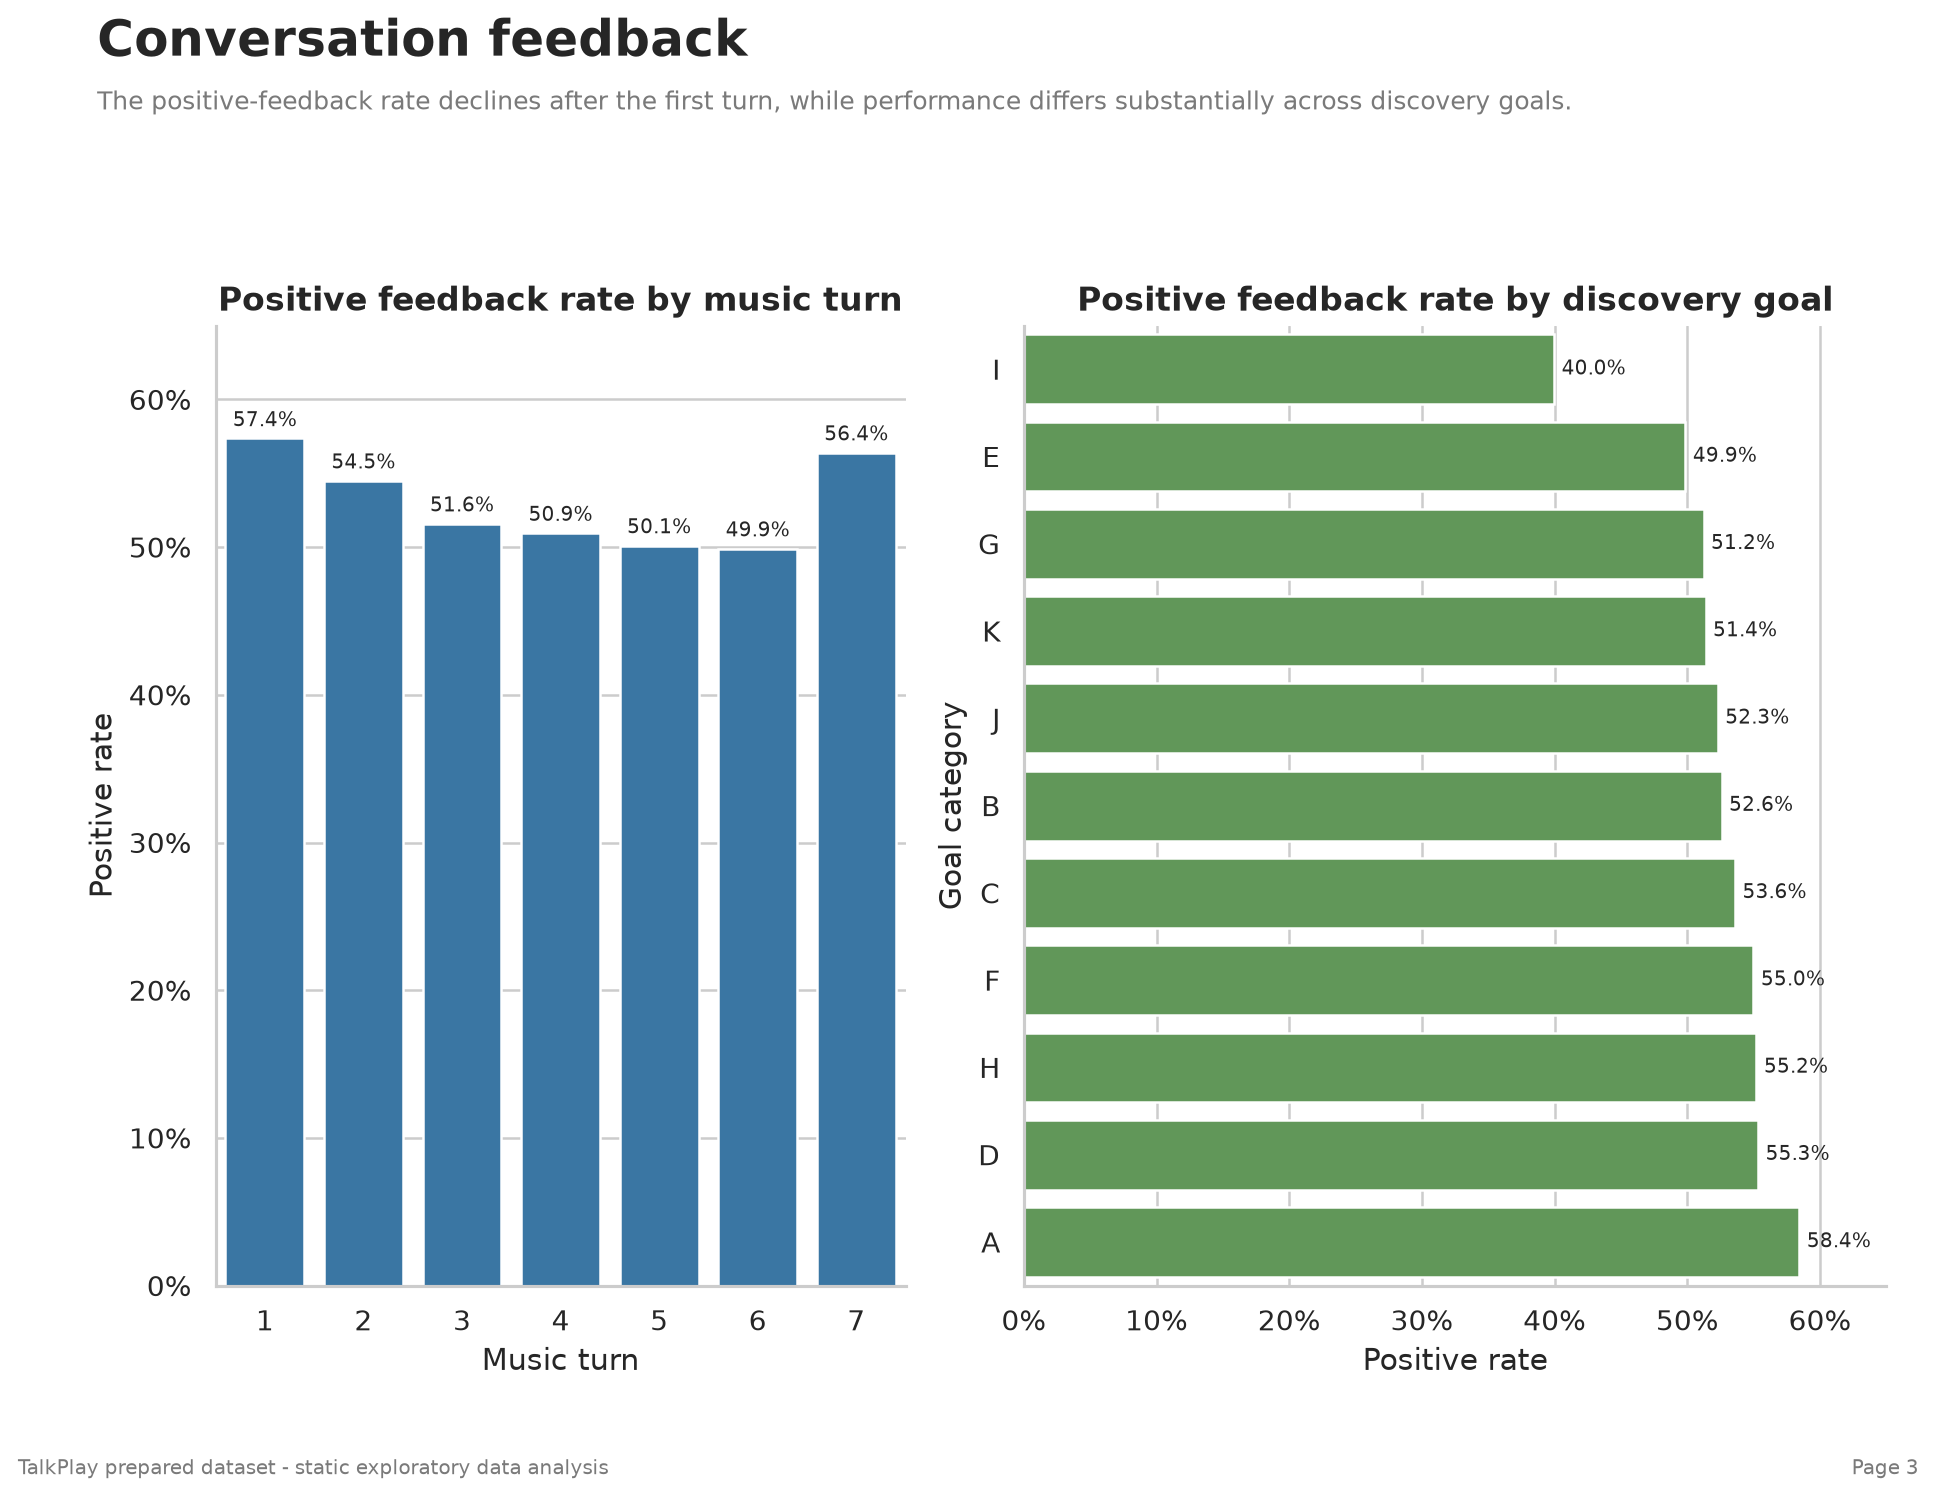 Conversation feedback
The positive-feedback rate declines after the first turn, while performance differs substantially across discovery goals.
Positive feedback rate by music turn
60%
50%
40%
30%
20%
10%
0%
Positive rate
57.4%
54.5%
51.6%
50.9%
50.1%
49.9%
56.4%
1 2 3 4 5 6 7
Music turn
Positive feedback rate by discovery goal
Goal category
I 40.0%
E 49.9%
G 51.2%
K 51.4%
J 52.3%
B 52.6%
C 53.6%
F 55.0%
H 55.2%
D 55.3%
A 58.4%
0% 10% 20% 30% 40% 50% 60%
Positive rate
TalkPlay prepared dataset - static exploratory data analysis
Page 3